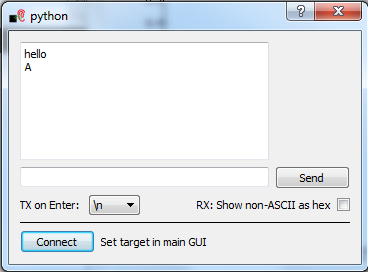 python
hello
A
Send
TX on Enter: \n RX: Show non-ASCII as hex
Connect Set target in main GUI